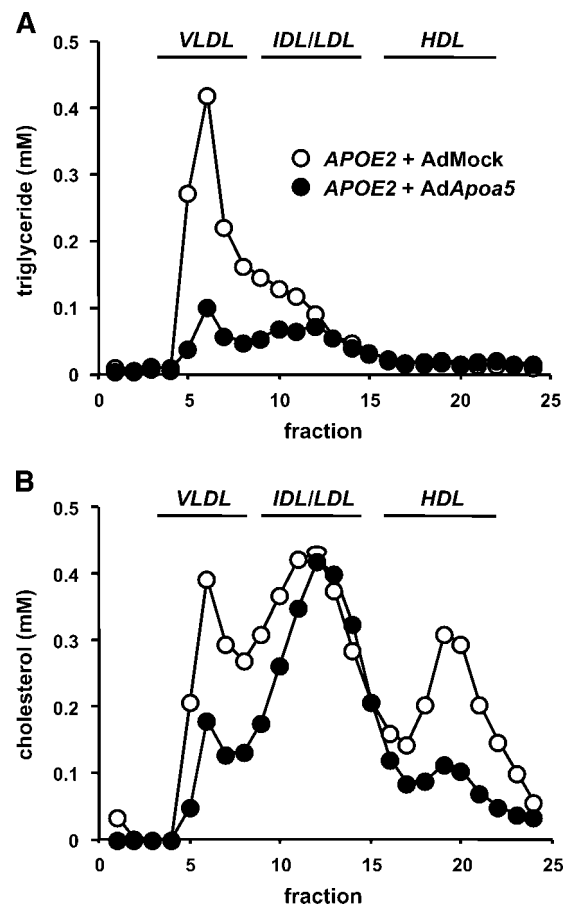 A
VLDL IDL/LDL HDL
0.5
0.4
0.3
0.2
0.1
0
triglyceride (mM)
APOE2 + AdMock
APOE2 + AdApoa5
0 5 10 15 20 25
fraction
B
VLDL IDL/LDL HDL
0.5
0.4
0.3
0.2
0.1
0
cholesterol (mM)
0 5 10 15 20 25
fraction